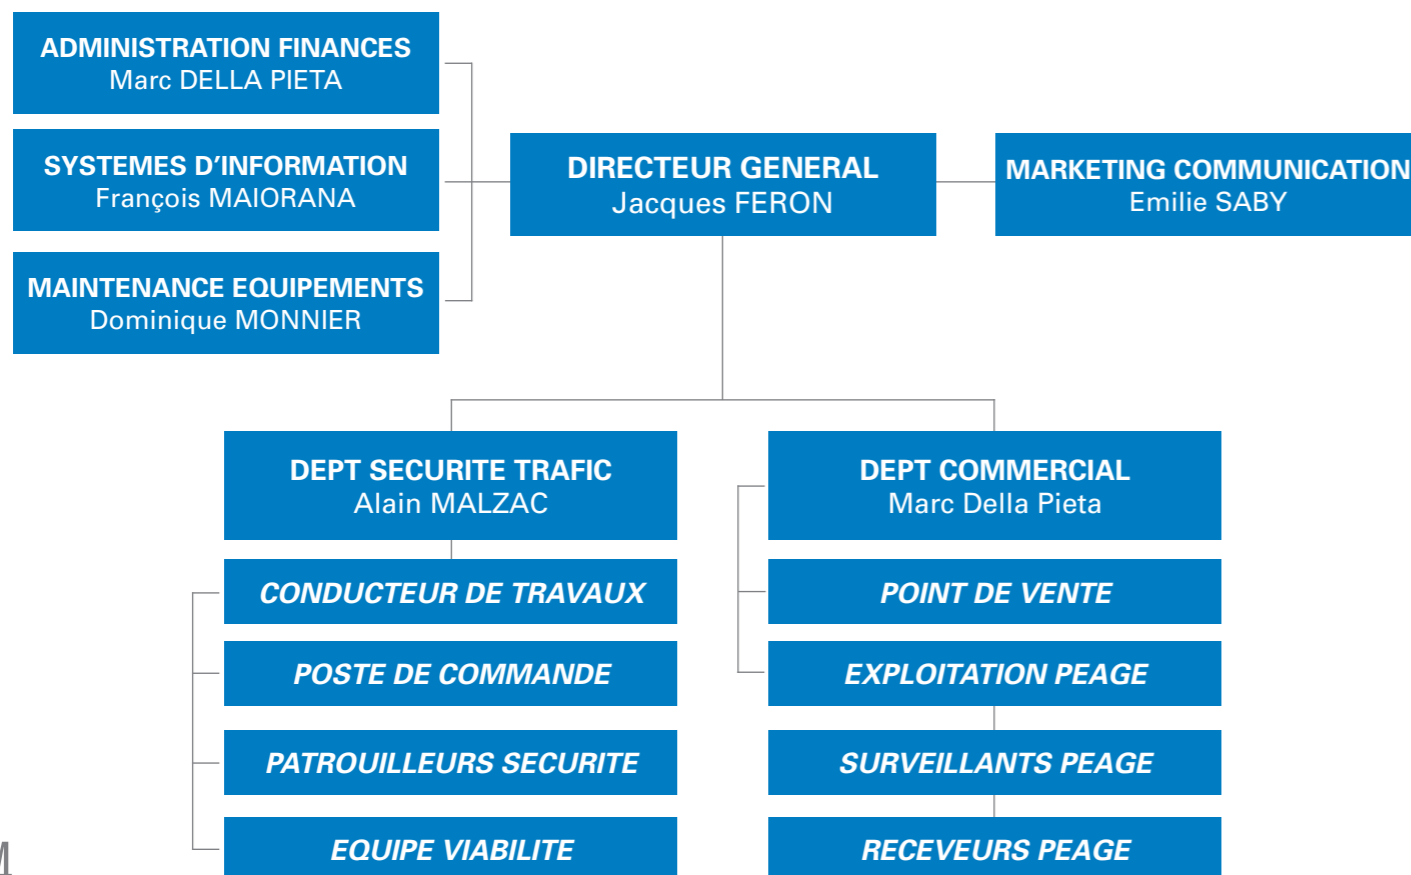 ADMINISTRATION FINANCES
Marc DELLA PIETA
SYSTEMES D’INFORMATION
François MAIORANA
MAINTENANCE EQUIPEMENTS
Dominique MONNIER
DIRECTEUR GENERAL
Jacques FERON
MARKETING COMMUNICATION
Emilie SABY
DEPT SECURITE TRAFIC
Alain MALZAC
CONDUCTEUR DE TRAVAUX
POSTE DE COMMANDE
PATROUILLEURS SECURITE
EQUIPE VIABILITE
DEPT COMMERCIAL
Marc Della Pieta
POINT DE VENTE
EXPLOITATION PEAGE
SURVEILLANTS PEAGE
RECEVEURS PEAGE